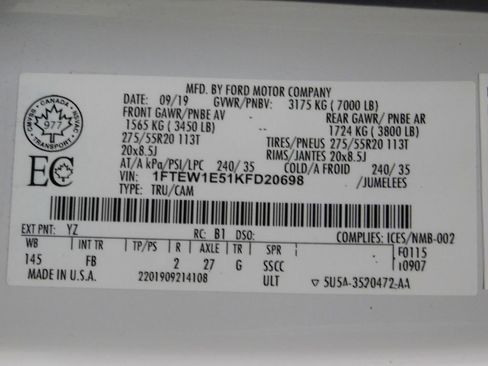 MFD. BY FORD MOTOR COMPANY
DATE: 09/19 GVWR/PNBV: 3175 KG ( 7000 LB)
FRONT GAWR/PNBE AV REAR GAWR/PNBE AR
1565 KG ( 3450 LB) 1724 KG ( 3800 LB)
275/55R20 113T TIRES/PNEUS 275/55R20 113T
20x8.5J RIMS/JANTES 20x8.5J
AT/A kPa/PSI/LPC 240/ 35 COLD/A FROID 240/ 35
VIN: 1FTEW1E51KFD20698 /JUMELEES
TYPE: TRU/CAM
CANADA
977
TRANSPORT
EC
EXT PNT: YZ RC: B1 DSO: COMPLIES: ICES/NMB-002
WB INT TR TP/PS R AXLE TR SPR F0115
145 FB 2 27 G SSCC 10907
MADE IN U.S.A. 2201909214108 ULT ▽ 5U5A-3520472-AA